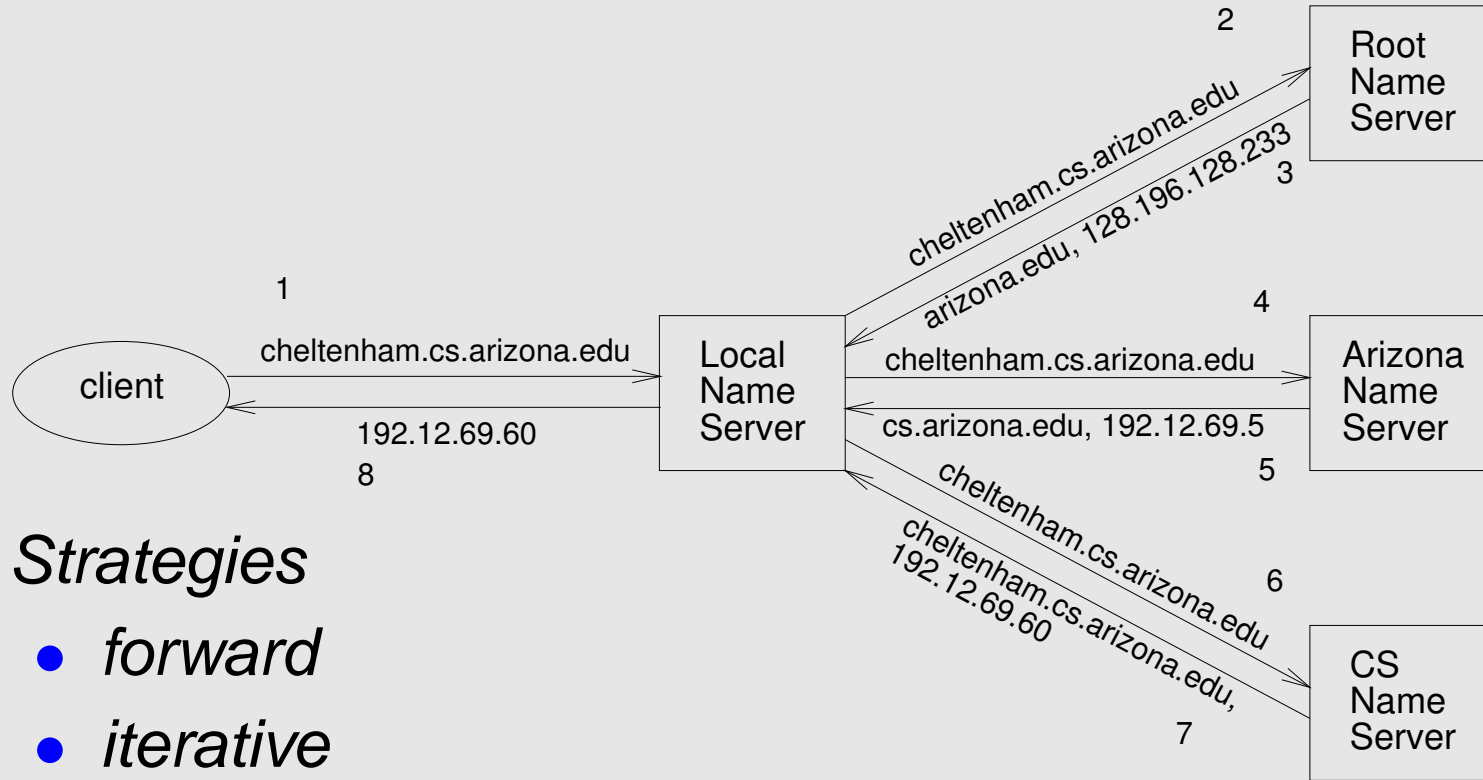 2
Root
Name
Server
cheltenham.cs.arizona.edu
arizona.edu, 128.196.128.233
3
1
cheltenham.cs.arizona.edu
client
192.12.69.60
8
Local
Name
Server
4
cheltenham.cs.arizona.edu
cs.arizona.edu, 192.12.69.5
5
Arizona
Name
Server
cheltenham.cs.arizona.edu
6
cheltenham.cs.arizona.edu,
192.12.69.60
7
CS
Name
Server
Strategies
• forward
• iterative